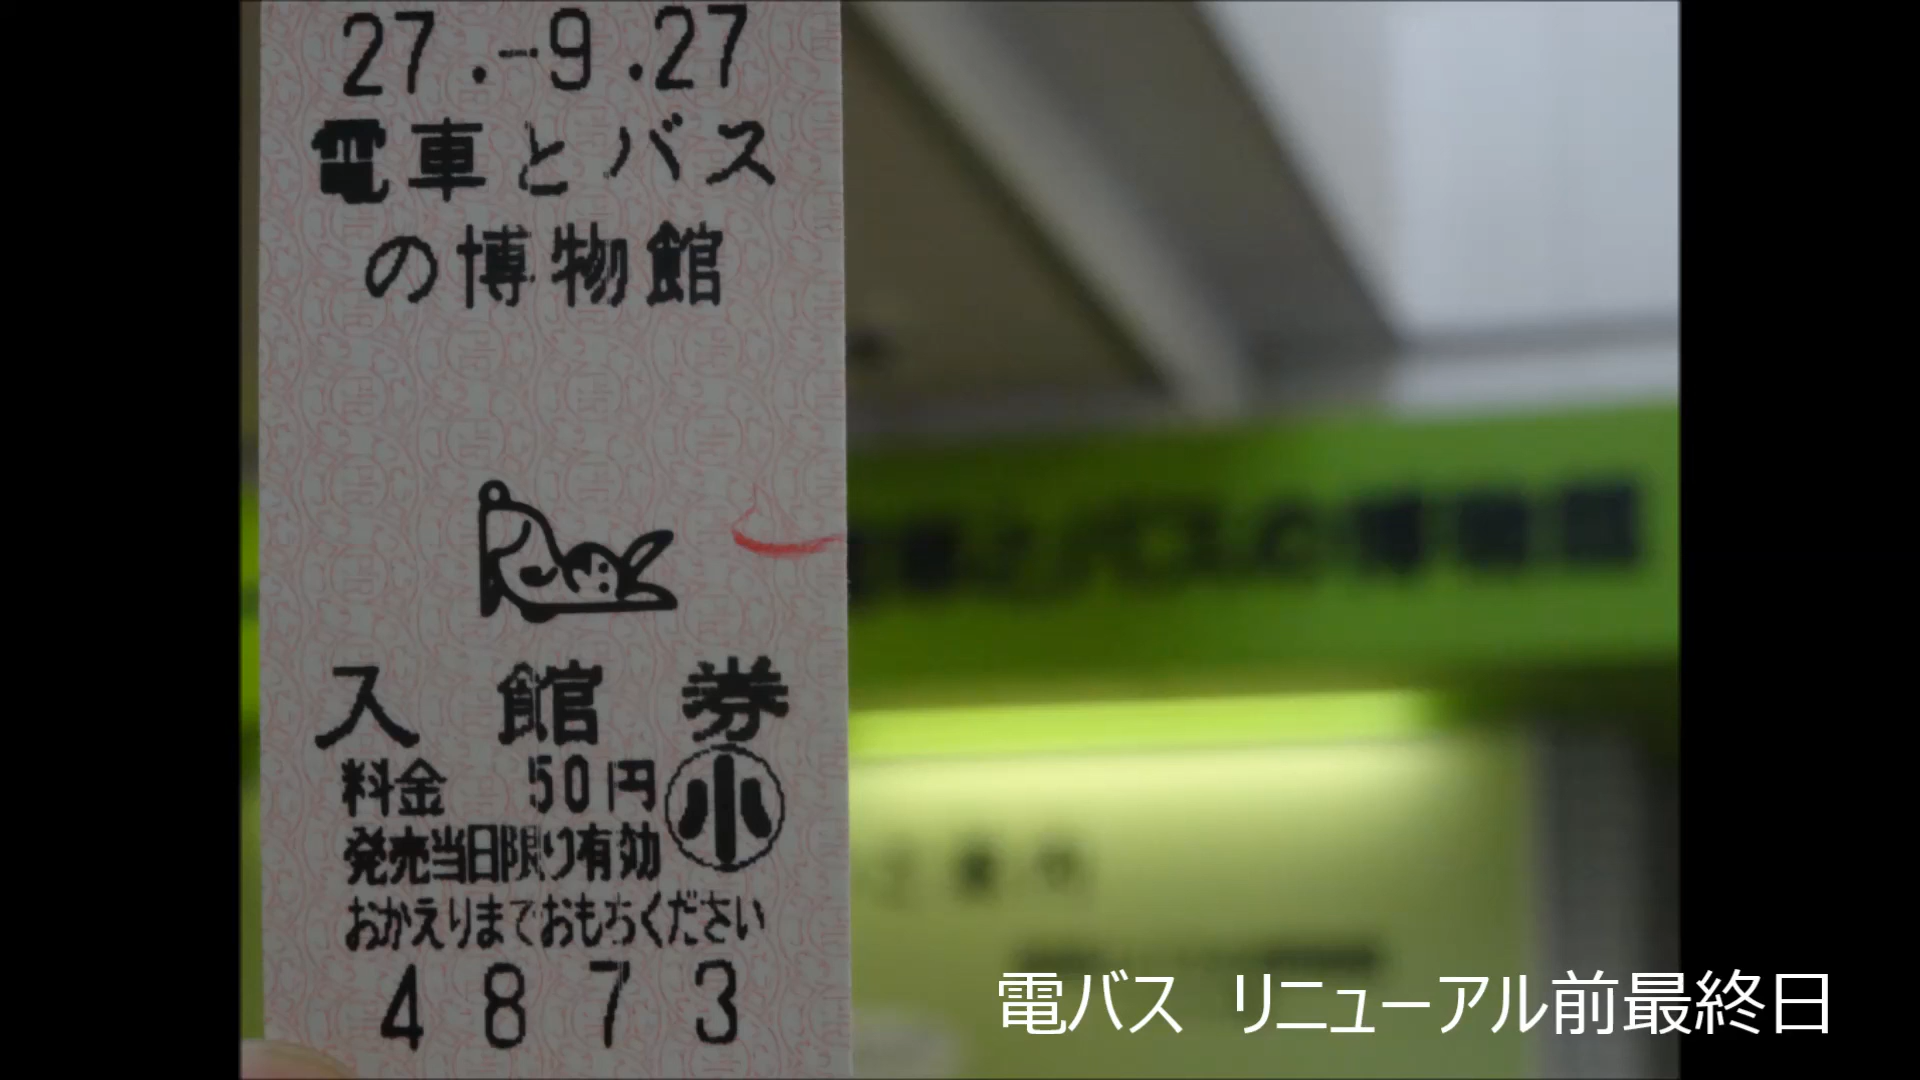 27.-9.27
電車とバス
の博物館
入館券
料金 50円 小
発売当日限り有効
おかえりまでおもちください
4873
電バス リニューアル前最終日